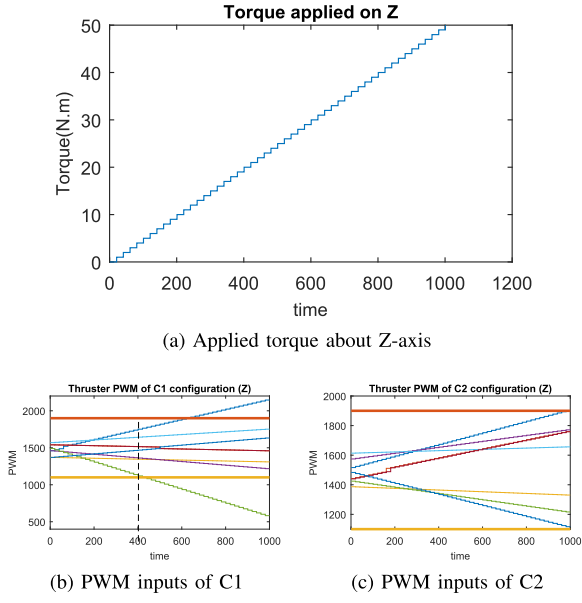 Torque applied on Z
50
40
30
20
10
0
Torque(N.m)
0 200 400 600 800 1000 1200
time
(a) Applied torque about Z-axis
Thruster PWM of C1 configuration (Z)
2000
1500
1000
500
PWM
0 200 400 600 800 1000
time
(b) PWM inputs of C1
Thruster PWM of C2 configuration (Z)
2000
1800
1600
1400
1200
PWM
0 200 400 600 800 1000
time
(c) PWM inputs of C2